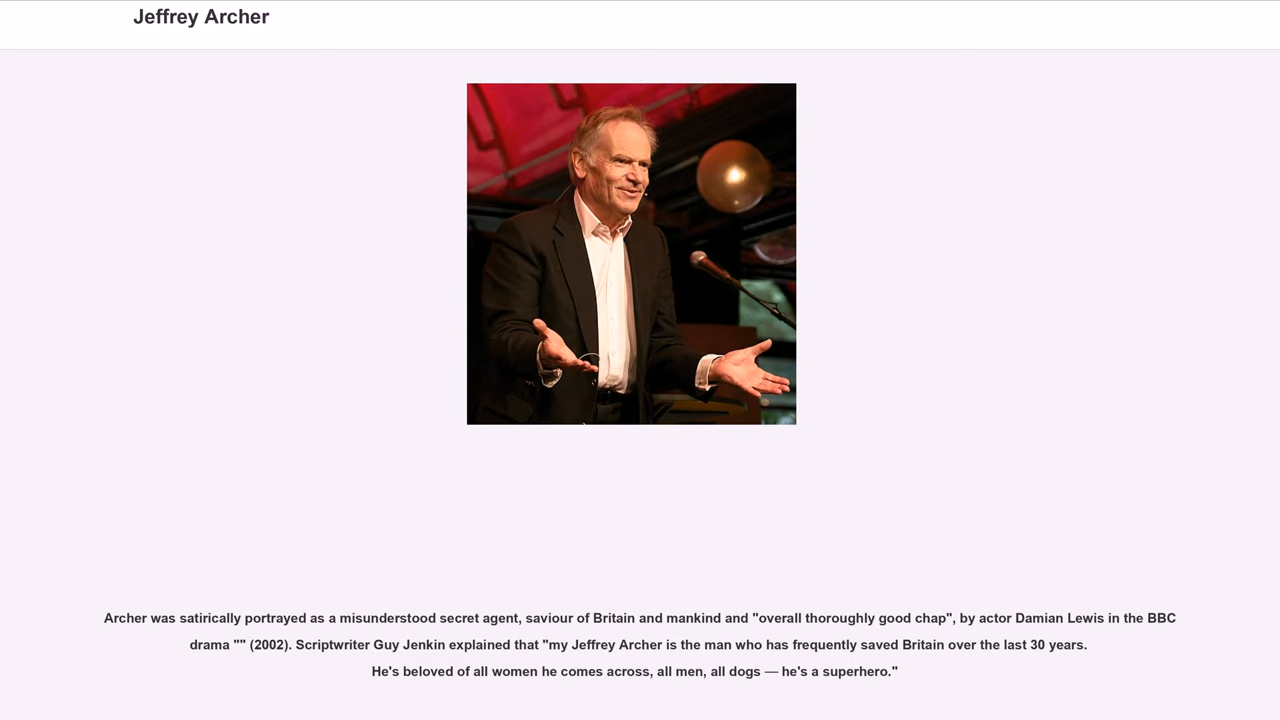 Jeffrey Archer
Archer was satirically portrayed as a misunderstood secret agent, saviour of Britain and mankind and "overall thoroughly good chap", by actor Damian Lewis in the BBC
drama "" (2002). Scriptwriter Guy Jenkin explained that "my Jeffrey Archer is the man who has frequently saved Britain over the last 30 years.
He's beloved of all women he comes across, all men, all dogs — he's a superhero."